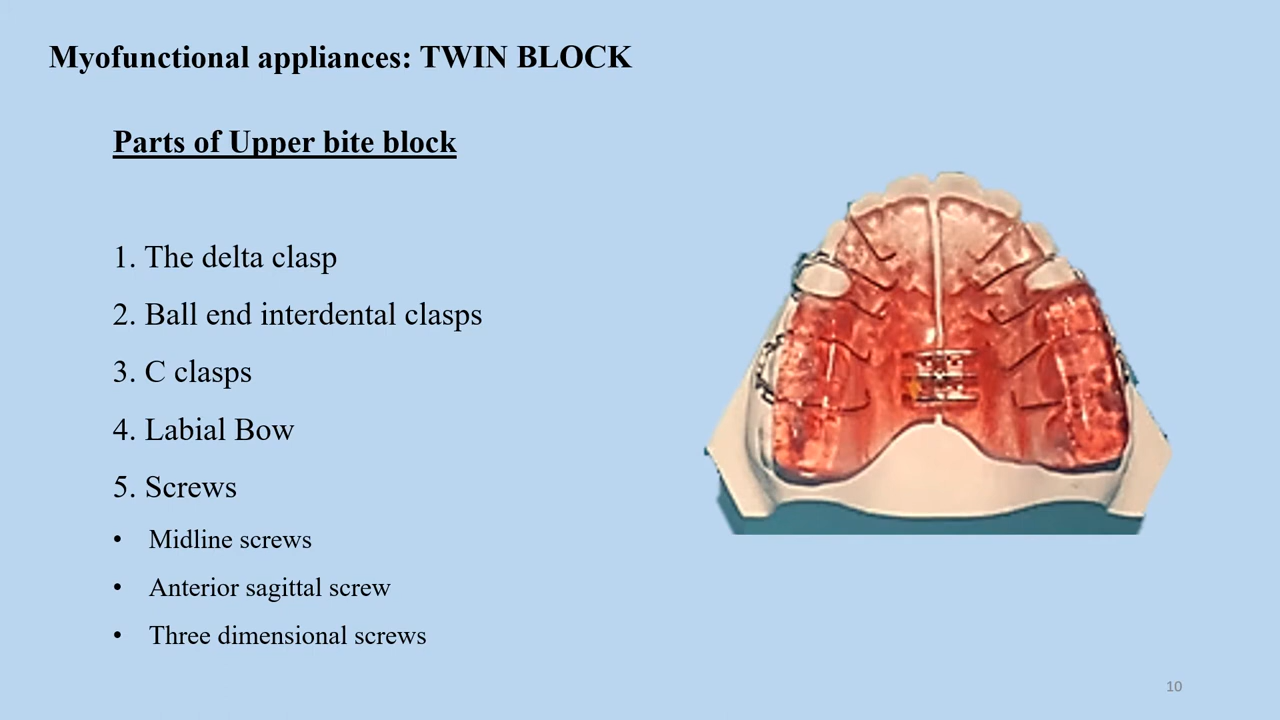 Myofunctional appliances: TWIN BLOCK
Parts of Upper bite block
1. The delta clasp
2. Ball end interdental clasps
3. C clasps
4. Labial Bow
5. Screws
• Midline screws
• Anterior sagittal screw
• Three dimensional screws
10